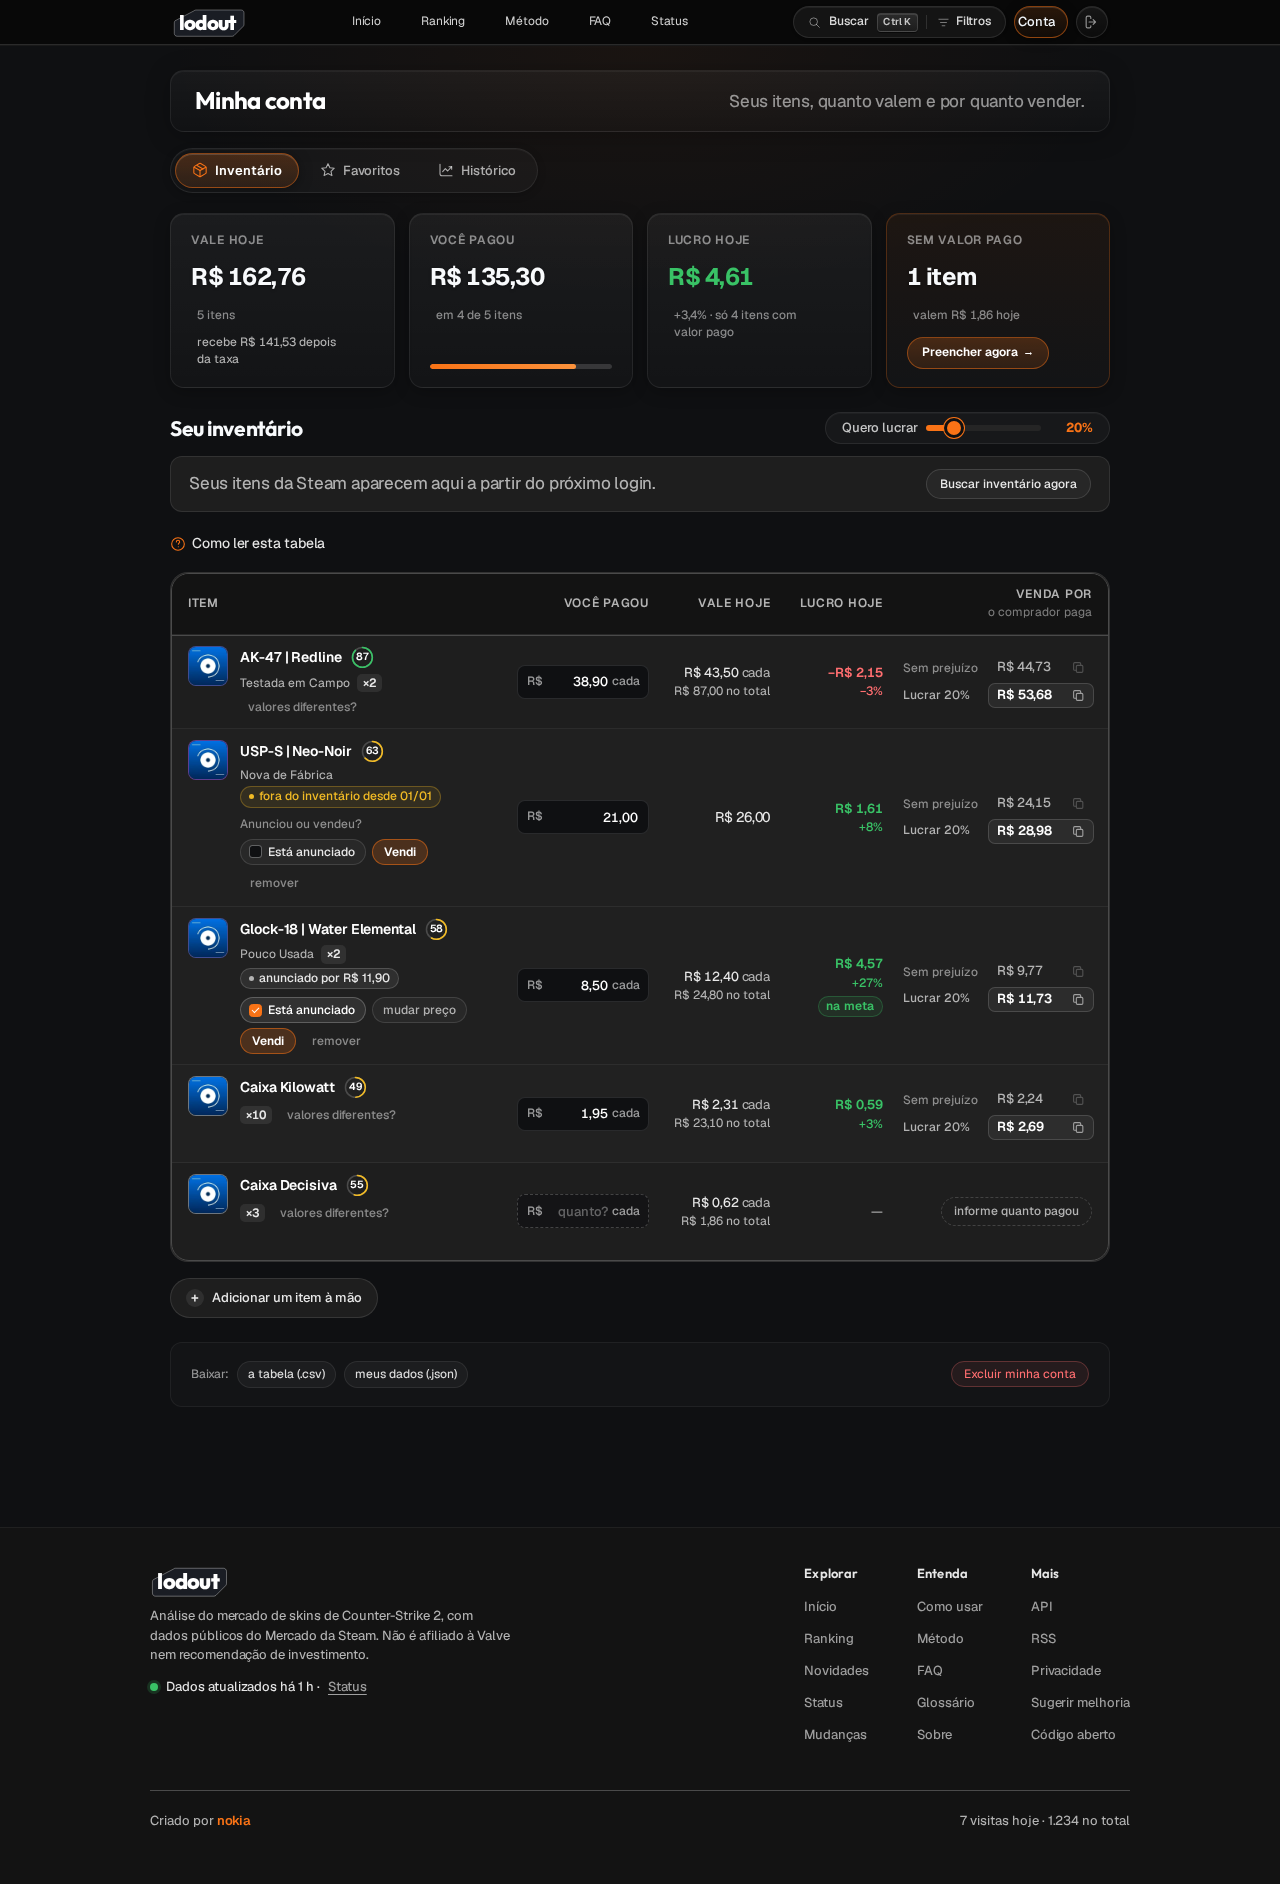 lodout
Início Ranking Método FAQ Status Buscar Ctrl K Filtros Conta
Minha conta
Seus itens, quanto valem e por quanto vender.
Inventário Favoritos Histórico
VALE HOJE
R$ 162,76
5 itens
recebe R$ 141,53 depois
da taxa
VOCÊ PAGOU
R$ 135,30
em 4 de 5 itens
LUCRO HOJE
R$ 4,61
+3,4% · só 4 itens com
valor pago
SEM VALOR PAGO
1 item
valem R$ 1,86 hoje
Preencher agora →
Seu inventário
Quero lucrar 20%
Seus itens da Steam aparecem aqui a partir do próximo login.
Buscar inventário agora
Como ler esta tabela
ITEM VOCÊ PAGOU VALE HOJE LUCRO HOJE VENDA POR
o comprador paga
AK-47 | Redline 87
Testada em Campo ×2
valores diferentes?
R$ 38,90 cada
R$ 43,50 cada
R$ 87,00 no total
−R$ 2,15
−3%
Sem prejuízo R$ 44,73
Lucrar 20% R$ 53,68
USP-S | Neo-Noir 63
Nova de Fábrica
fora do inventário desde 01/01
Anunciou ou vendeu?
Está anunciado Vendi
remover
R$ 21,00
R$ 26,00
R$ 1,61
+8%
Sem prejuízo R$ 24,15
Lucrar 20% R$ 28,98
Glock-18 | Water Elemental 58
Pouco Usada ×2
anunciado por R$ 11,90
Está anunciado mudar preço
Vendi remover
R$ 8,50 cada
R$ 12,40 cada
R$ 24,80 no total
R$ 4,57
+27%
na meta
Sem prejuízo R$ 9,77
Lucrar 20% R$ 11,73
Caixa Kilowatt 49
×10 valores diferentes?
R$ 1,95 cada
R$ 2,31 cada
R$ 23,10 no total
R$ 0,59
+3%
Sem prejuízo R$ 2,24
Lucrar 20% R$ 2,69
Caixa Decisiva 55
×3 valores diferentes?
R$ quanto? cada
R$ 0,62 cada
R$ 1,86 no total
—
informe quanto pagou
+ Adicionar um item à mão
Baixar: a tabela (.csv) meus dados (.json) Excluir minha conta
lodout
Análise do mercado de skins de Counter-Strike 2, com
dados públicos do Mercado da Steam. Não é afiliado à Valve
nem recomendação de investimento.
Dados atualizados há 1 h · Status
Explorar
Início
Ranking
Novidades
Status
Mudanças
Entenda
Como usar
Método
FAQ
Glossário
Sobre
Mais
API
RSS
Privacidade
Sugerir melhoria
Código aberto
Criado por nokia
7 visitas hoje · 1.234 no total